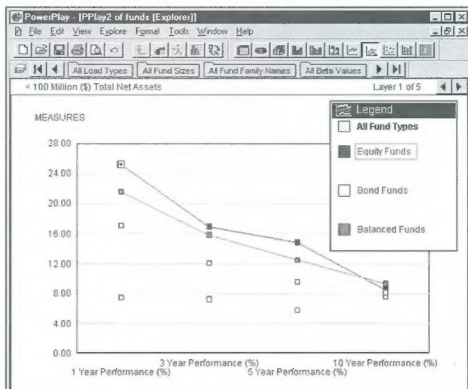 PowerPlay - [PPlay2 of funds [Explorer]]
File Edit View Explore Format Tools Window Help
All Load Types All Fund Sizes All Fund Family Names All Beta Values
< 100 Million ($) Total Net Assets Layer 1 of 5
MEASURES
Legend
All Fund Types
Equity Funds
Bond Funds
Balanced Funds
28.00
24.00
20.00
16.00
12.00
8.00
4.00
0.00
3 Year Performance (%) 10 Year Performance (%)
1 Year Performance (%) 5 Year Performance (%)